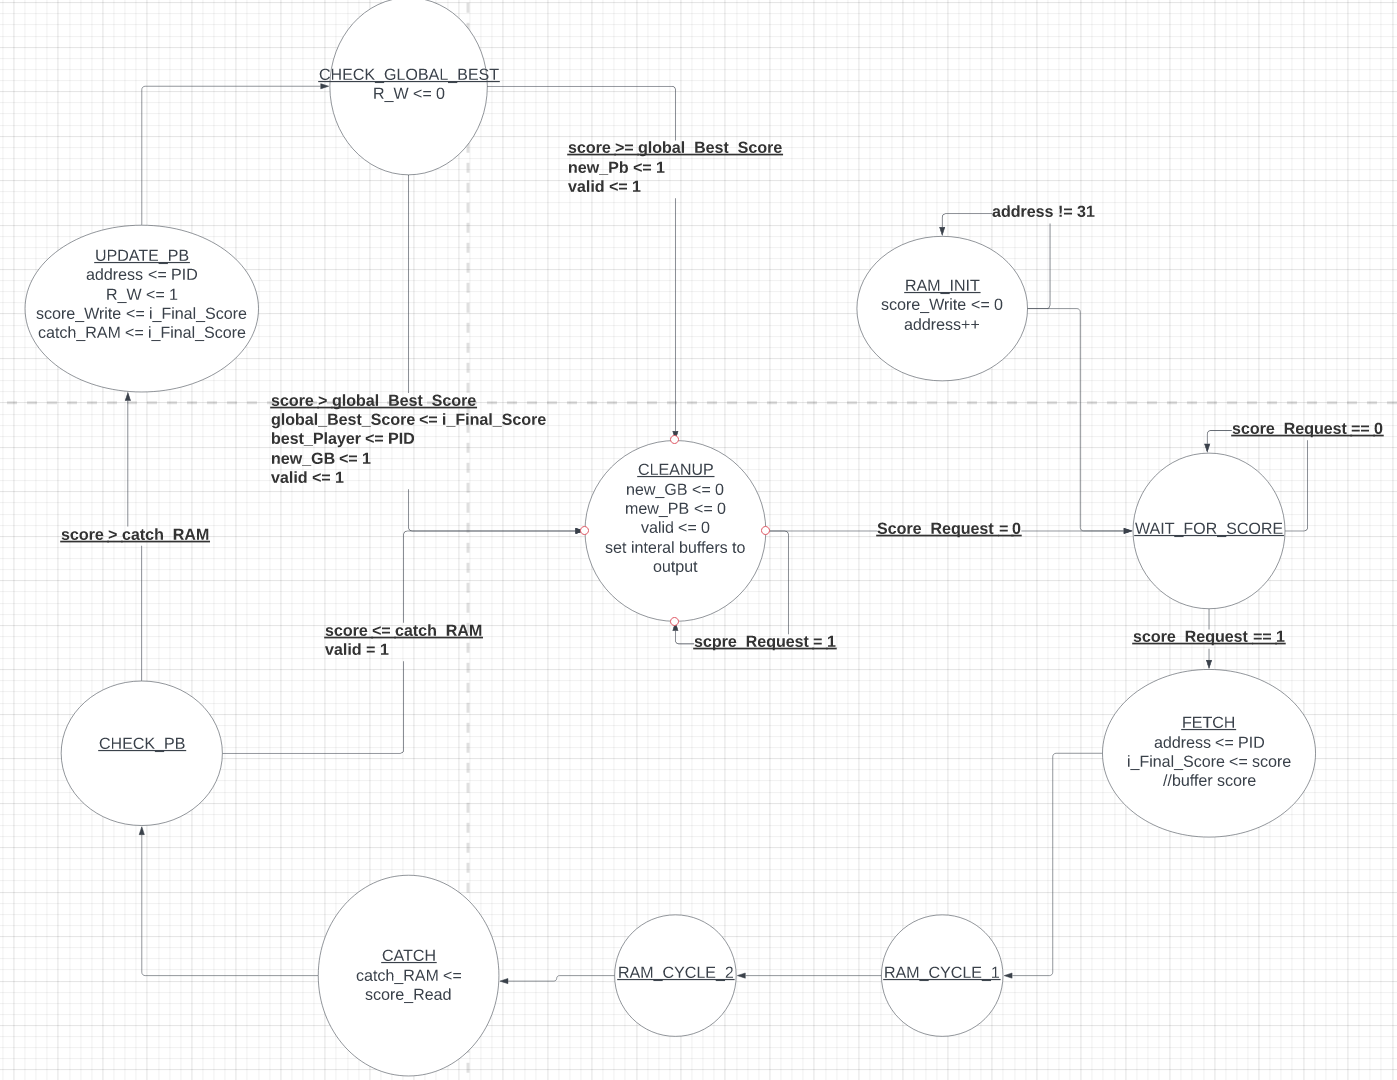 CHECK_GLOBAL_BEST
R_W <= 0
score >= global_Best_Score
new_Pb <= 1
valid <= 1
address != 31
UPDATE_PB
address <= PID
R_W <= 1
score_Write <= i_Final_Score
catch_RAM <= i_Final_Score
RAM_INIT
score_Write <= 0
address++
score > global_Best_Score
global_Best_Score <= i_Final_Score
best_Player <= PID
new_GB <= 1
valid <= 1
score_Request == 0
CLEANUP
new_GB <= 0
mew_PB <= 0
valid <= 0
set interal buffers to
output
score > catch_RAM
Score_Request = 0
WAIT_FOR_SCORE
score <= catch_RAM
valid = 1
scpre_Request = 1
score_Request == 1
CHECK_PB
FETCH
address <= PID
i_Final_Score <= score
//buffer score
CATCH
catch_RAM <=
score_Read
RAM_CYCLE_2
RAM_CYCLE_1